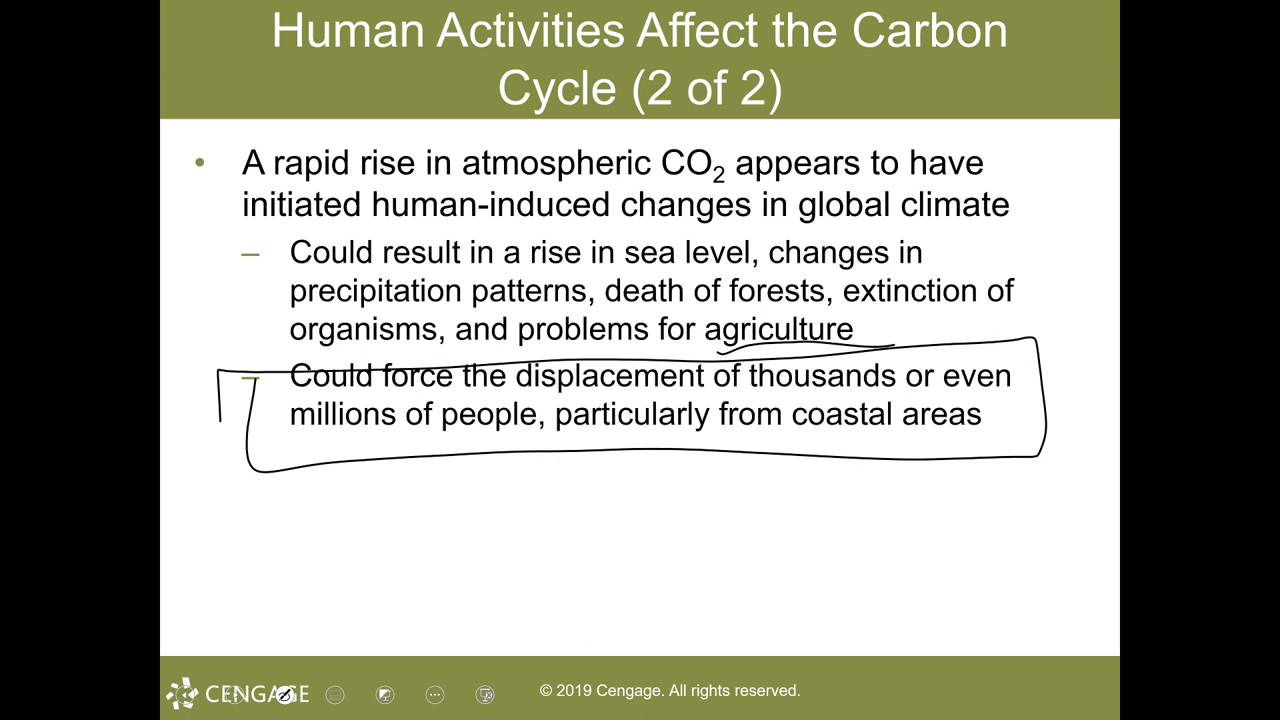 Human Activities Affect the Carbon
Cycle (2 of 2)
• A rapid rise in atmospheric CO₂ appears to have
initiated human-induced changes in global climate
– Could result in a rise in sea level, changes in
precipitation patterns, death of forests, extinction of
organisms, and problems for agriculture
– Could force the displacement of thousands or even
millions of people, particularly from coastal areas
CENGAGE
© 2019 Cengage. All rights reserved.